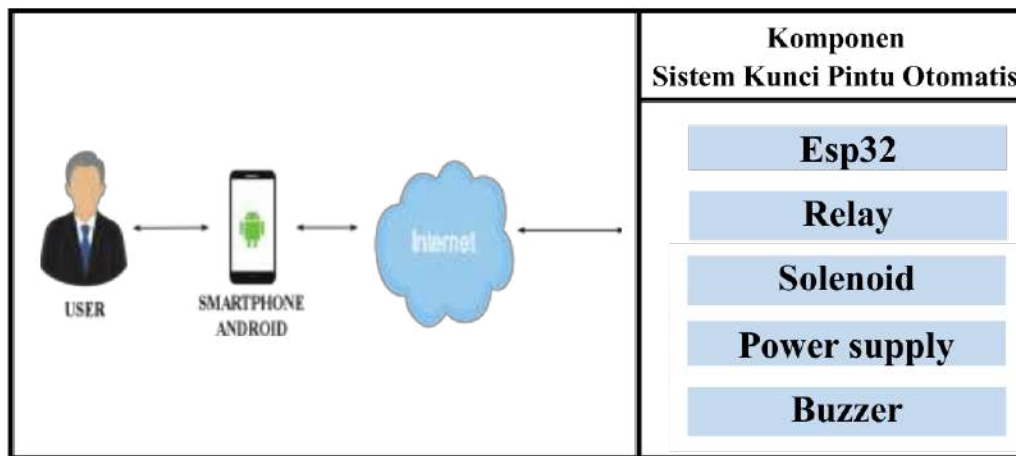 Komponen
Sistem Kunci Pintu Otomatis
Esp32
Relay
Solenoid
Power supply
Buzzer
USER
SMARTPHONE
ANDROID
Internet